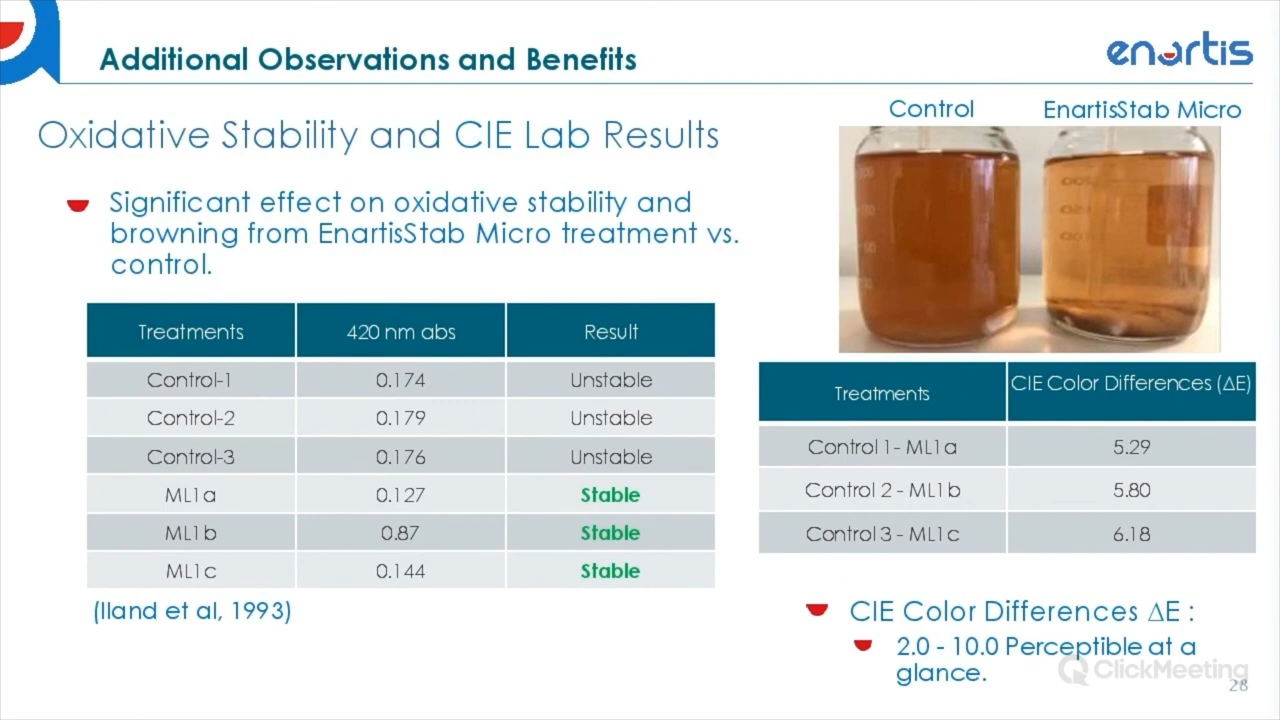 Additional Observations and Benefits
enartis
Oxidative Stability and CIE Lab Results
Significant effect on oxidative stability and
browning from EnartisStab Micro treatment vs.
control.
Treatments 420 nm abs Result
Control-1 0.174 Unstable
Control-2 0.179 Unstable
Control-3 0.176 Unstable
ML1a 0.127 Stable
ML1b 0.87 Stable
ML1c 0.144 Stable
(Iland et al, 1993)
Control EnartisStab Micro
Treatments CIE Color Differences (∆E)
Control 1- ML1a 5.29
Control 2 - ML1b 5.80
Control 3 - ML1c 6.18
CIE Color Differences ∆E :
2.0 - 10.0 Perceptible at a
glance.
ClickMeeting
28